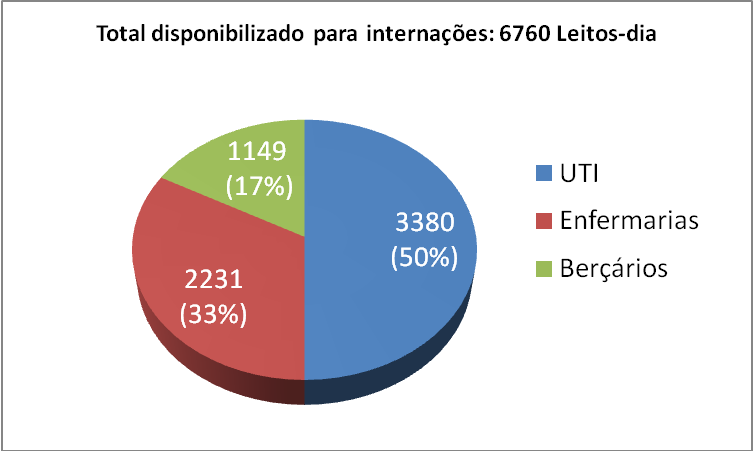 Total disponibilizado para internações: 6760 Leitos-dia
1149
(17%)
3380
(50%)
2231
(33%)
UTI
Enfermarias
Berçários